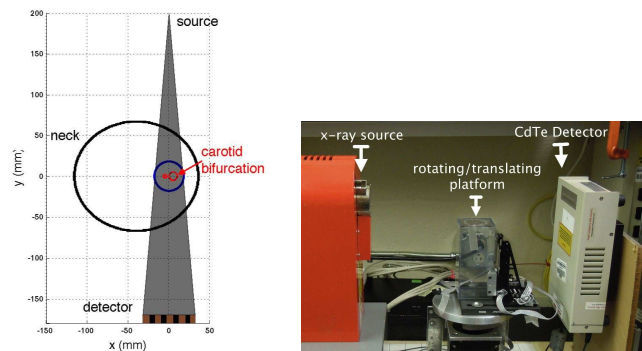 source
200
150
100
50
0
-50
-100
-150
y (mm)
neck
carotid
bifurcation
detector
-150
-100
-50
0
50
100
x (mm)
x-ray source
CdTe Detector
rotating/translating
platform